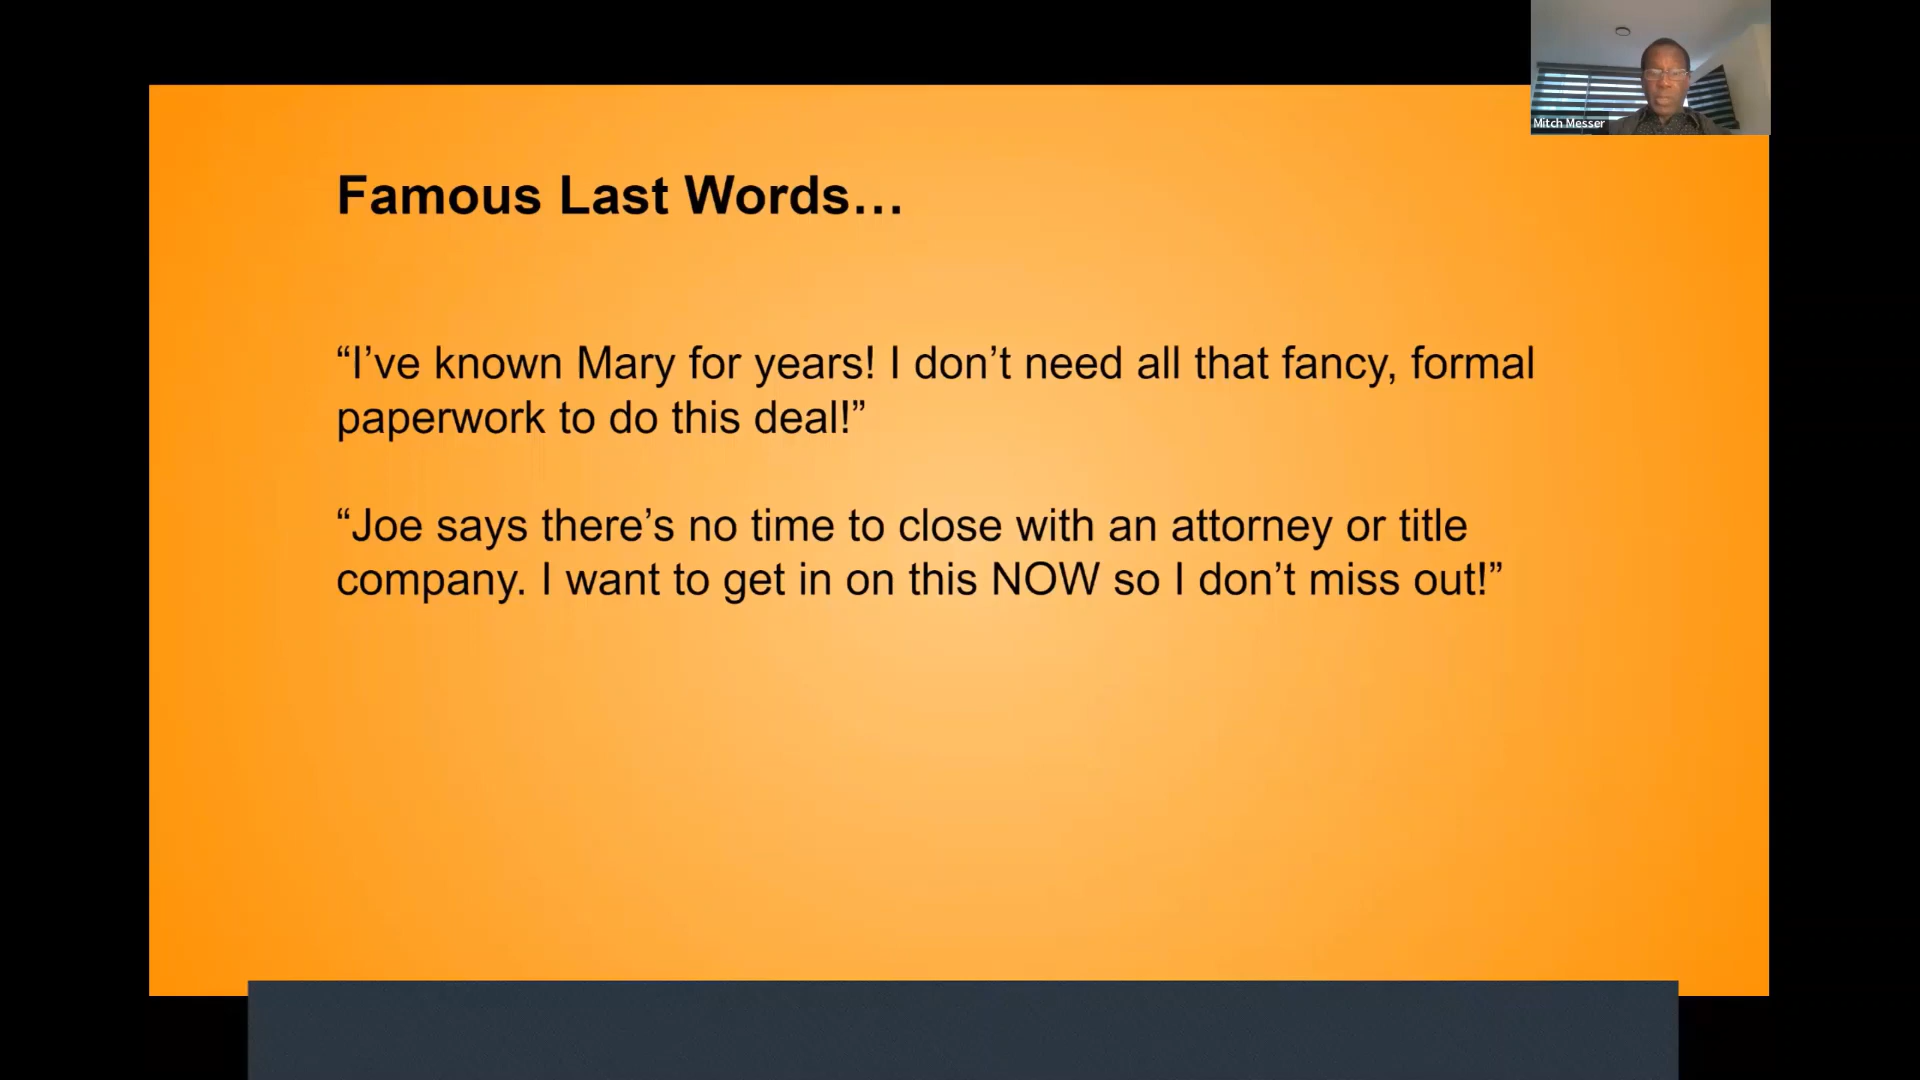 Mitch Messer
Famous Last Words…
“I’ve known Mary for years! I don’t need all that fancy, formal
paperwork to do this deal!”
“Joe says there’s no time to close with an attorney or title
company. I want to get in on this NOW so I don’t miss out!”